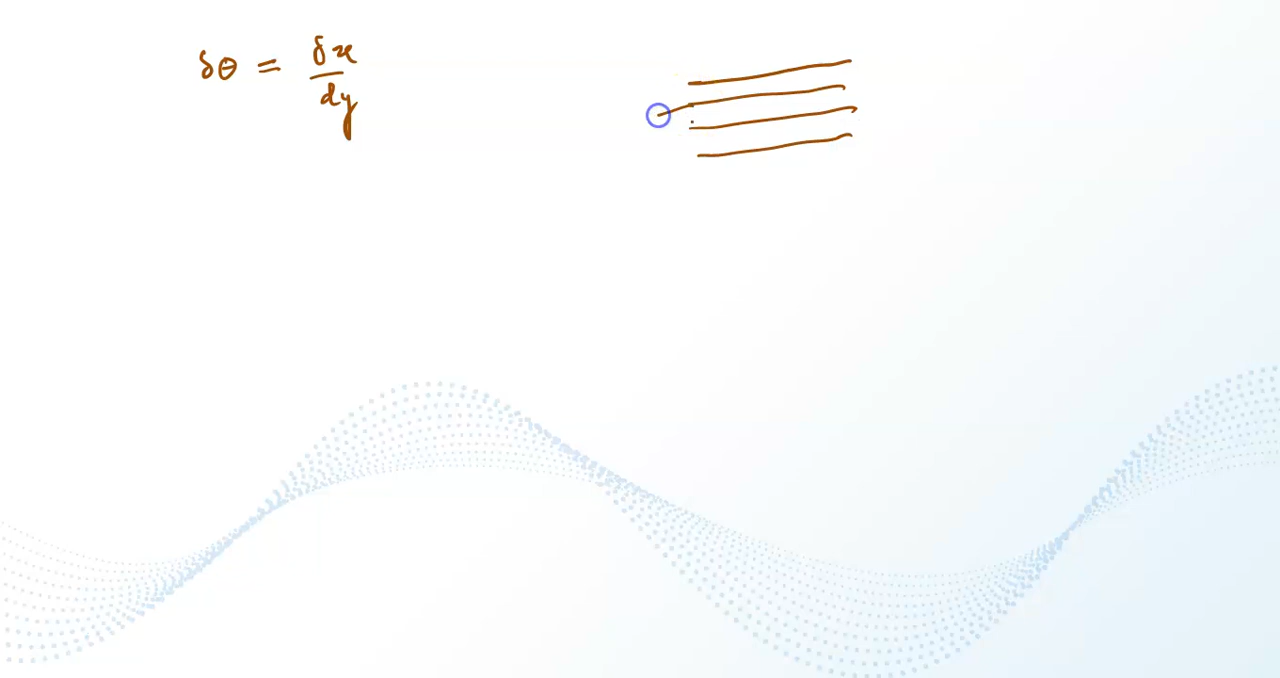 δθ = δx/dy